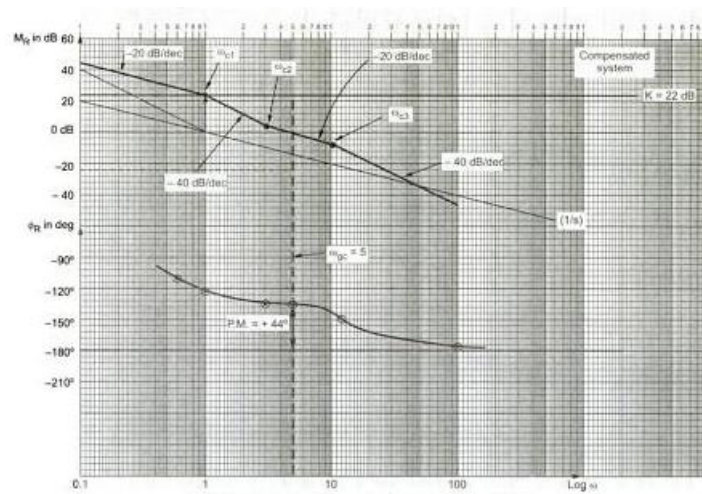 M_R in dB 60
-20 dB/dec
ω_c1
ω_c2
-20 dB/dec
Compensated
system
40
K = 22 dB
20
ω_c3
0 dB
-20
- 40 dB/dec
- 40 dB/dec
- 40
(1/s)
ϕ_R in deg
ω_gc = 5
-90°
-120°
P.M. = + 44°
-150°
-180°
-210°
0.1
1
10
100
Log ω